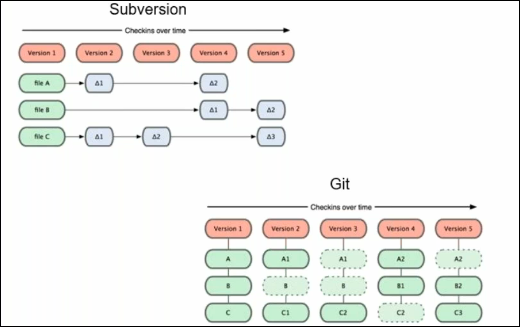 Subversion
Checkins over time
Version 1 Version 2 Version 3 Version 4 Version 5
file A Δ1 Δ2
file B Δ1 Δ2
file C Δ1 Δ2 Δ3
Git
Checkins over time
Version 1 Version 2 Version 3 Version 4 Version 5
A A1 A1 A2 A2
B B B B1 B2
C C1 C2 C2 C3